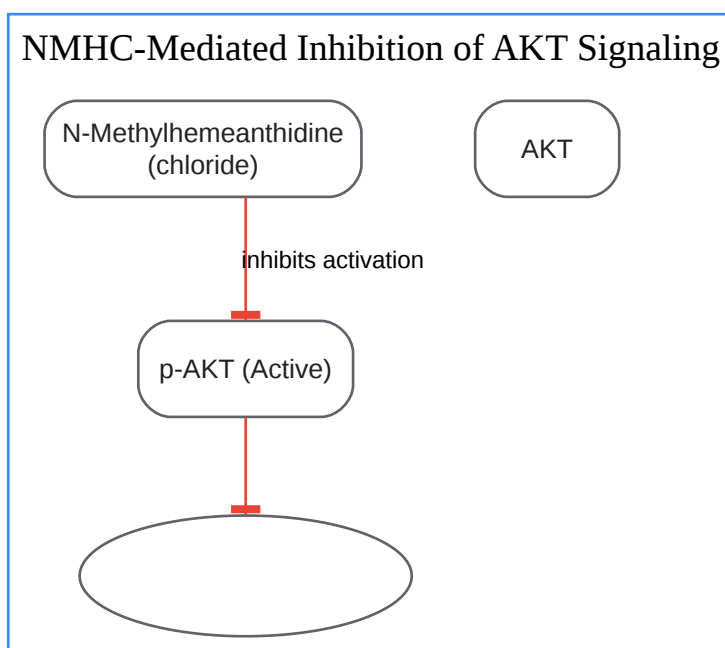 NMHC-Mediated Inhibition of AKT Signaling
N-Methylhemeanthidine
(chloride)
AKT
inhibits activation
p-AKT (Active)